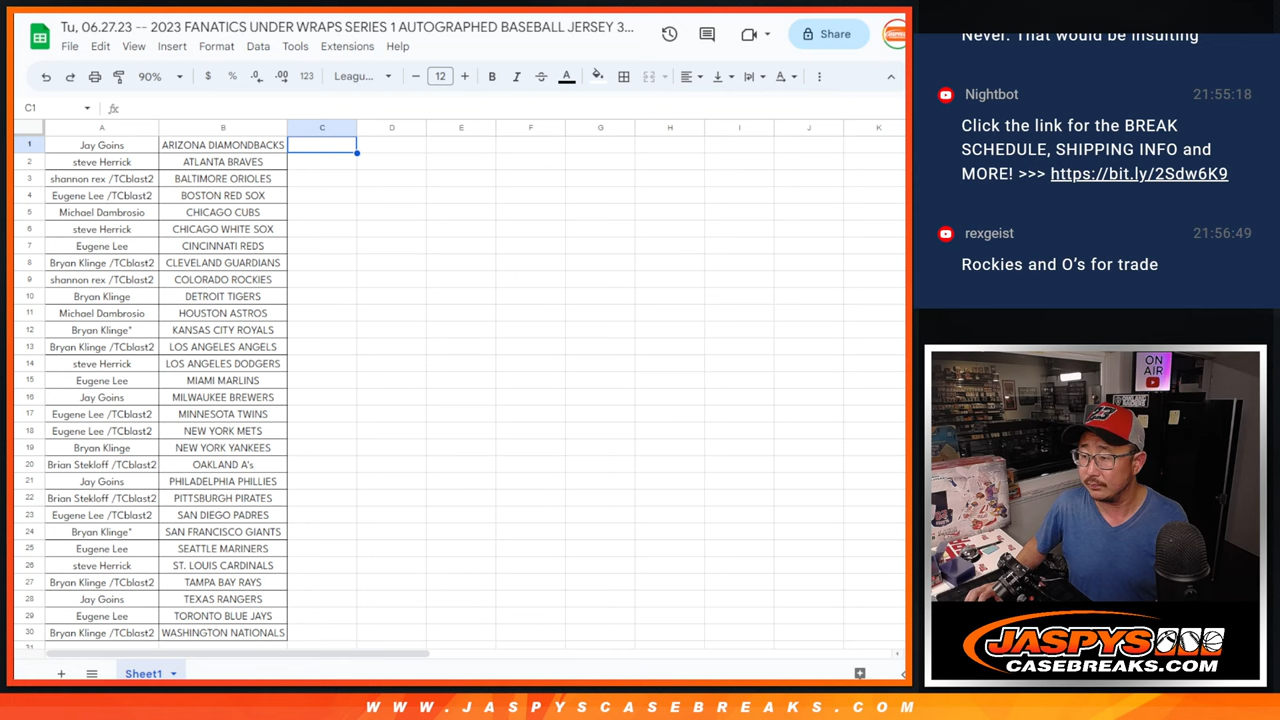 Tu, 06.27.23 -- 2023 FANATICS UNDER WRAPS SERIES 1 AUTOGRAPHED BASEBALL JERSEY 3...
File Edit View Insert Format Data Tools Extensions Help
Share
90% $ % .0 .00 123 Leagu... 12 B I A
C1 fx
A B C D E F G H I J K
1 Jay Goins ARIZONA DIAMONDBACKS
2 steve Herrick ATLANTA BRAVES
3 shannon rex /TCblast2 BALTIMORE ORIOLES
4 Eugene Lee /TCblast2 BOSTON RED SOX
5 Michael Dambrosio CHICAGO CUBS
6 steve Herrick CHICAGO WHITE SOX
7 Eugene Lee CINCINNATI REDS
8 Bryan Klinge /TCblast2 CLEVELAND GUARDIANS
9 shannon rex /TCblast2 COLORADO ROCKIES
10 Bryan Klinge DETROIT TIGERS
11 Michael Dambrosio HOUSTON ASTROS
12 Bryan Klinge* KANSAS CITY ROYALS
13 Bryan Klinge /TCblast2 LOS ANGELES ANGELS
14 steve Herrick LOS ANGELES DODGERS
15 Eugene Lee MIAMI MARLINS
16 Jay Goins MILWAUKEE BREWERS
17 Eugene Lee /TCblast2 MINNESOTA TWINS
18 Eugene Lee /TCblast2 NEW YORK METS
19 Bryan Klinge NEW YORK YANKEES
20 Brian Stekloff /TCblast2 OAKLAND A's
21 Jay Goins PHILADELPHIA PHILLIES
22 Brian Stekloff /TCblast2 PITTSBURGH PIRATES
23 Eugene Lee /TCblast2 SAN DIEGO PADRES
24 Bryan Klinge* SAN FRANCISCO GIANTS
25 Eugene Lee SEATTLE MARINERS
26 steve Herrick ST. LOUIS CARDINALS
27 Bryan Klinge /TCblast2 TAMPA BAY RAYS
28 Jay Goins TEXAS RANGERS
29 Eugene Lee TORONTO BLUE JAYS
30 Bryan Klinge /TCblast2 WASHINGTON NATIONALS
31
Sheet1
Never. That would be insulting
Nightbot 21:55:18
Click the link for the BREAK
SCHEDULE, SHIPPING INFO and
MORE! >>> https://bit.ly/2Sdw6K9
rexgeist 21:56:49
Rockies and O's for trade
ON
AIR
JASPYS
CASEBREAKS.COM
WWW.JASPYSCASEBREAKS.COM